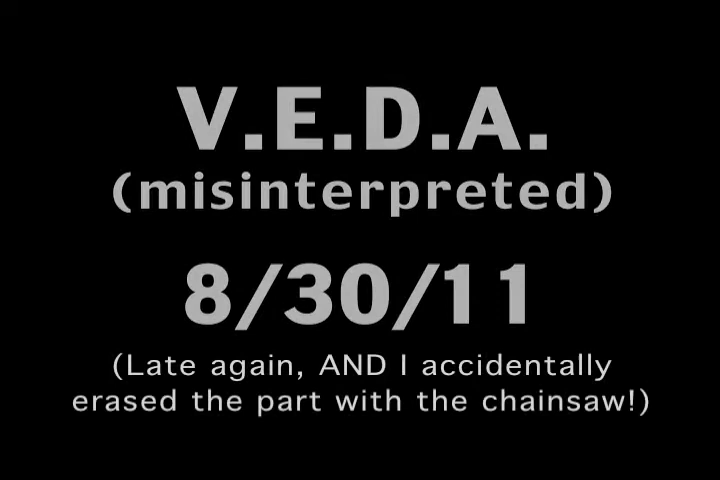 V.E.D.A.
(misinterpreted)
8/30/11
(Late again, AND I accidentally
erased the part with the chainsaw!)